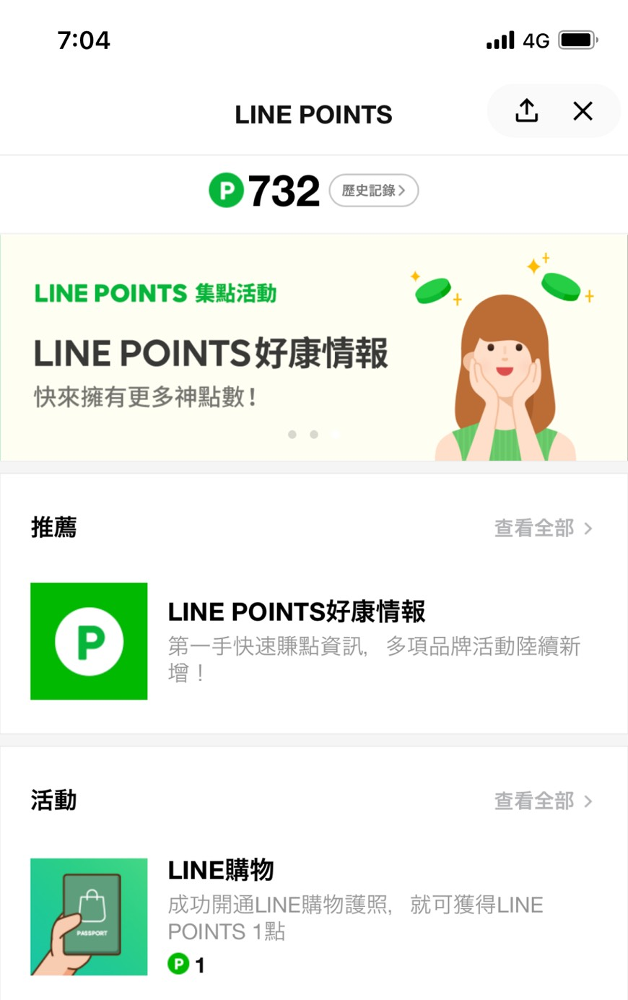 7:04
4G
LINE POINTS
P 732 歷史記錄
LINE POINTS 集點活動
LINE POINTS好康情報
快來擁有更多神點數！
推薦
查看全部
P
LINE POINTS好康情報
第一手快速賺點資訊，多項品牌活動陸續新
增！
活動
查看全部
PASSPORT
LINE購物
成功開通LINE購物護照，就可獲得LINE
POINTS 1點
P 1